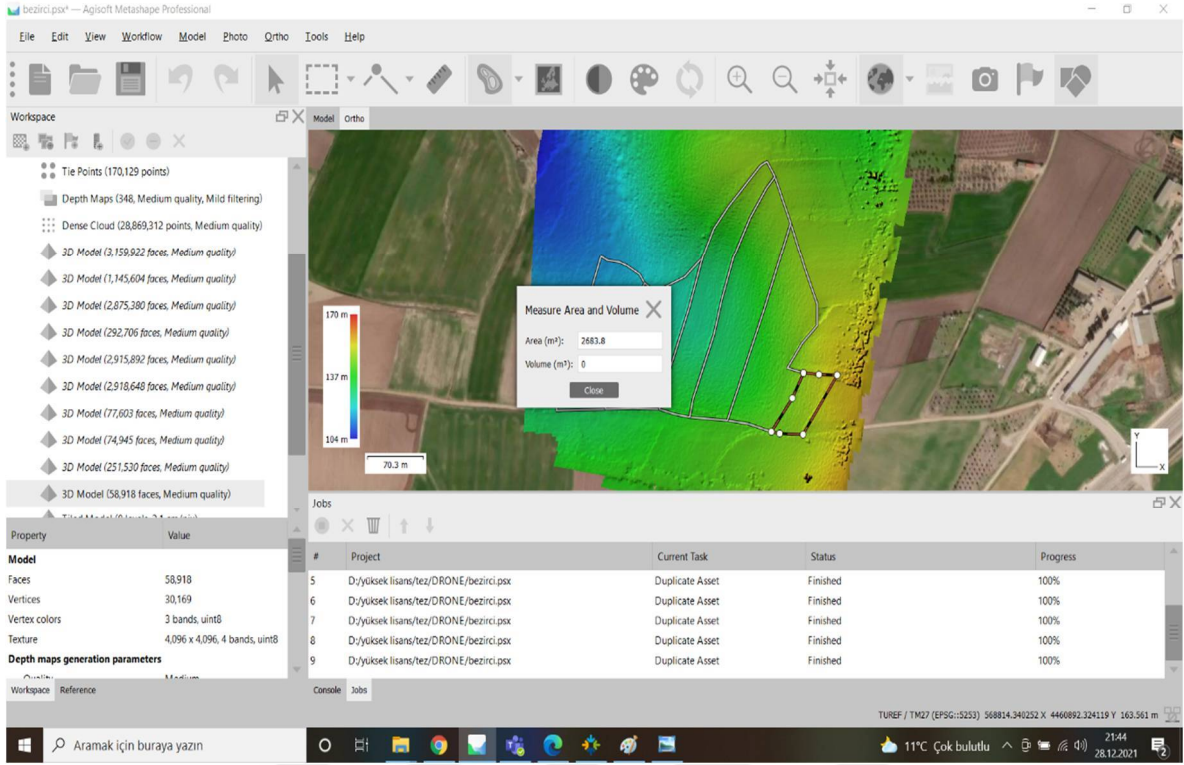 bezirci.psx* — Agisoft Metashape Professional
File Edit View Workflow Model Photo Ortho Tools Help
Workspace
Model Ortho
Tie Points (170,129 points)
Depth Maps (348, Medium quality, Mild filtering)
Dense Cloud (28,869,312 points, Medium quality)
3D Model (3,159,922 faces, Medium quality)
3D Model (1,145,604 faces, Medium quality)
3D Model (2,875,380 faces, Medium quality)
3D Model (292,706 faces, Medium quality)
3D Model (2,915,892 faces, Medium quality)
3D Model (2,918,648 faces, Medium quality)
3D Model (77,603 faces, Medium quality)
3D Model (74,945 faces, Medium quality)
3D Model (251,530 faces, Medium quality)
3D Model (58,918 faces, Medium quality)
Property Value
Model
Faces 58,918
Vertices 30,169
Vertex colors 3 bands, uint8
Texture 4,096 x 4,096, 4 bands, uint8
Depth maps generation parameters
Workspace Reference
170 m
137 m
104 m
70.3 m
Measure Area and Volume
Area (m²): 2683.8
Volume (m³): 0
Close
Y
X
Jobs
# Project Current Task Status Progress
5 D:/yüksek lisans/tez/DRONE/bezirci.psx Duplicate Asset Finished 100%
6 D:/yüksek lisans/tez/DRONE/bezirci.psx Duplicate Asset Finished 100%
7 D:/yüksek lisans/tez/DRONE/bezirci.psx Duplicate Asset Finished 100%
8 D:/yüksek lisans/tez/DRONE/bezirci.psx Duplicate Asset Finished 100%
9 D:/yüksek lisans/tez/DRONE/bezirci.psx Duplicate Asset Finished 100%
Console Jobs
TUREF / TM27 (EPSG::5253) 568814.340252 X 4460892.324119 Y 163.561 m
Aramak için buraya yazın
11°C Çok bulutlu
21:44
28.12.2021
2